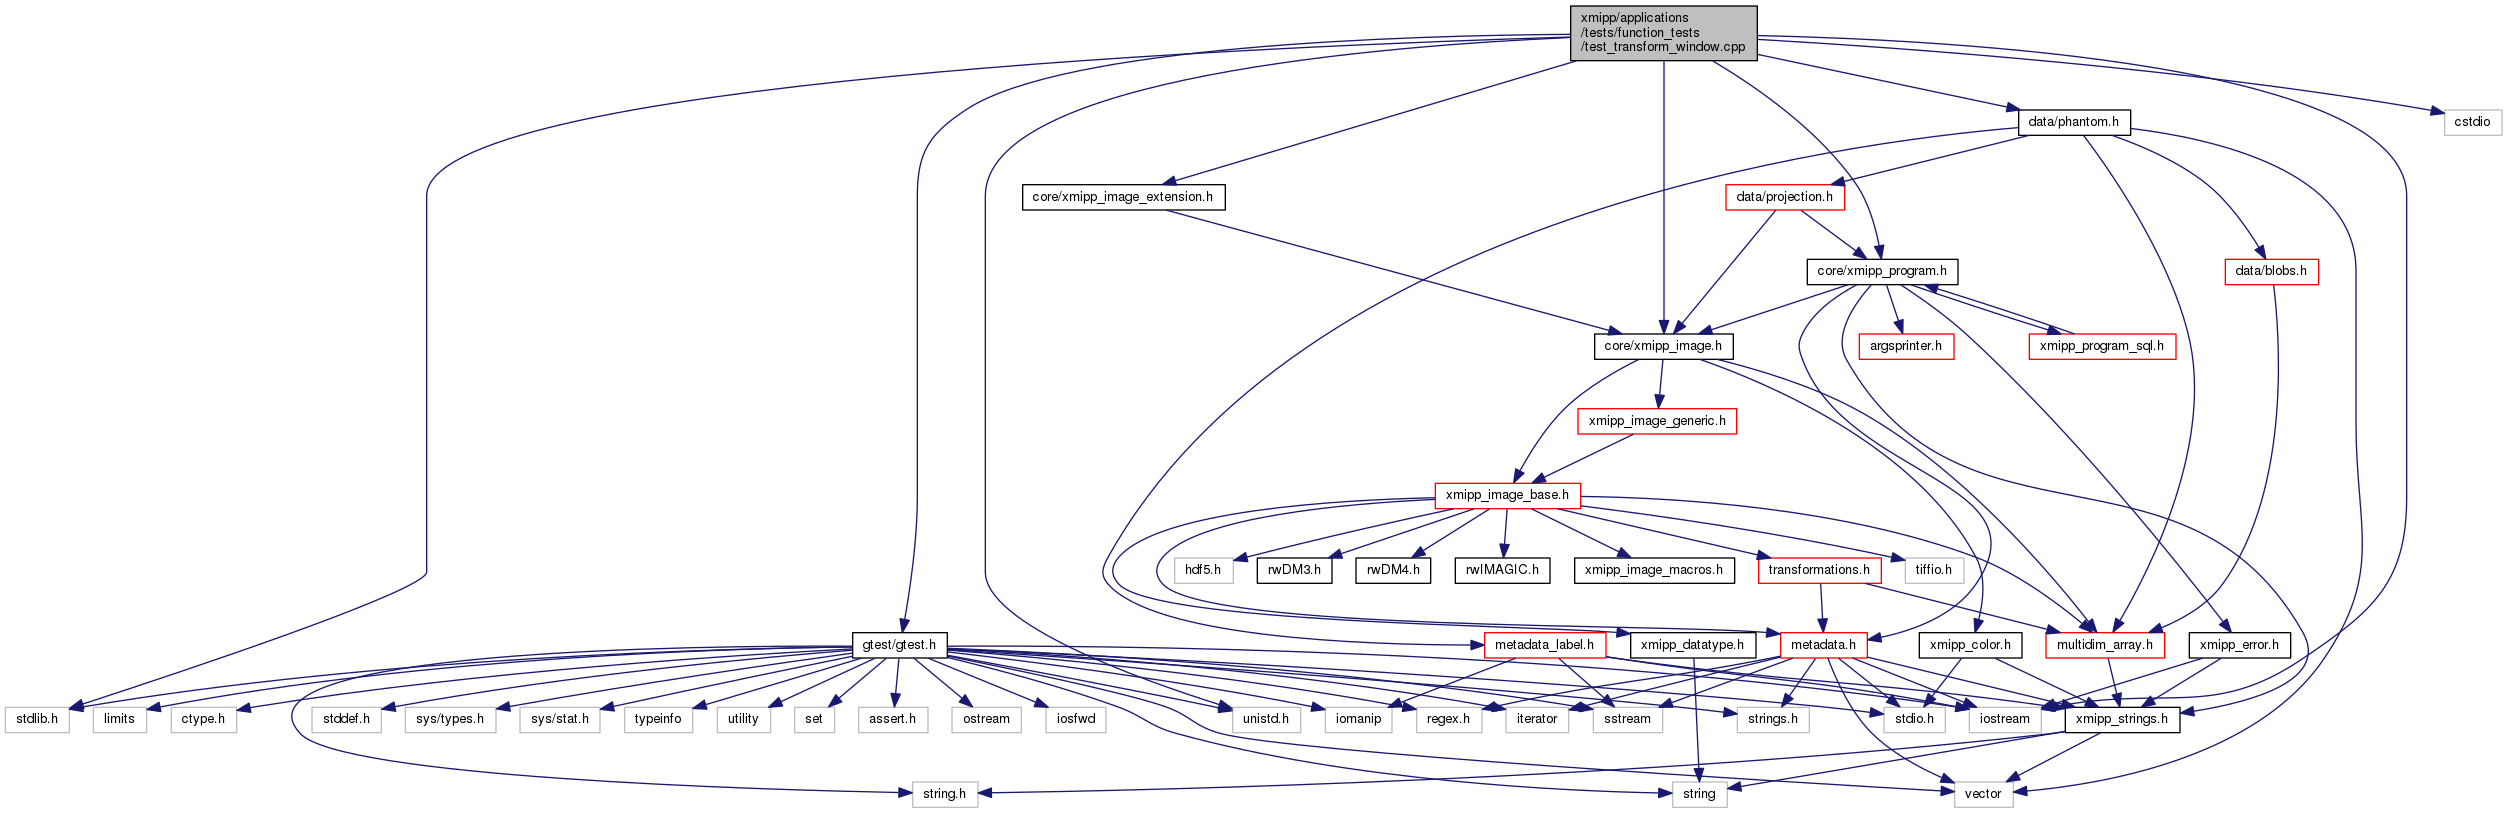 xmipp/applications
/tests/function_tests
/test_transform_window.cpp
data/phantom.h
cstdio
core/xmipp_image_extension.h
data/projection.h
core/xmipp_program.h
data/blobs.h
core/xmipp_image.h
argsprinter.h
xmipp_program_sql.h
xmipp_image_generic.h
xmipp_image_base.h
hdf5.h
rwDM3.h
rwDM4.h
rwIMAGIC.h
xmipp_image_macros.h
transformations.h
tiffio.h
gtest/gtest.h
metadata_label.h
xmipp_datatype.h
metadata.h
xmipp_color.h
multidim_array.h
xmipp_error.h
stdlib.h
limits
ctype.h
stddef.h
sys/types.h
sys/stat.h
typeinfo
utility
set
assert.h
ostream
iosfwd
unistd.h
iomanip
regex.h
iterator
sstream
strings.h
stdio.h
iostream
xmipp_strings.h
string.h
string
vector